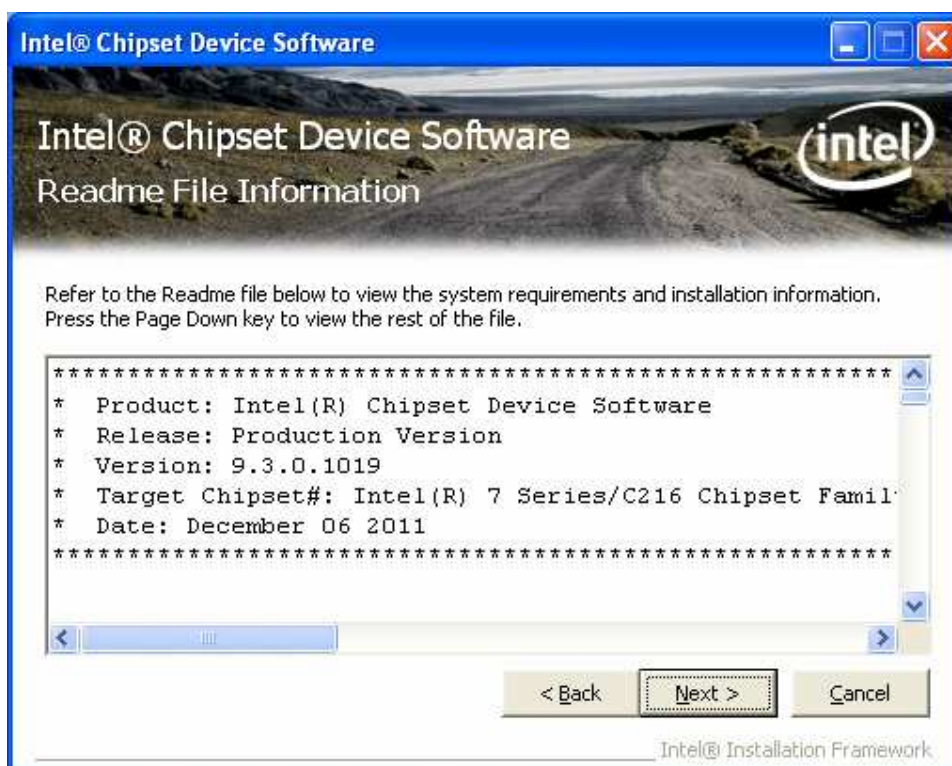 Intel® Chipset Device Software
Intel® Chipset Device Software
intel
Readme File Information
Refer to the Readme file below to view the system requirements and installation information.
Press the Page Down key to view the rest of the file.
*********************************************************
* Product: Intel(R) Chipset Device Software
* Release: Production Version
* Version: 9.3.0.1019
* Target Chipset#: Intel(R) 7 Series/C216 Chipset Famil
* Date: December 06 2011
*********************************************************
< Back
Next >
Cancel
Intel® Installation Framework